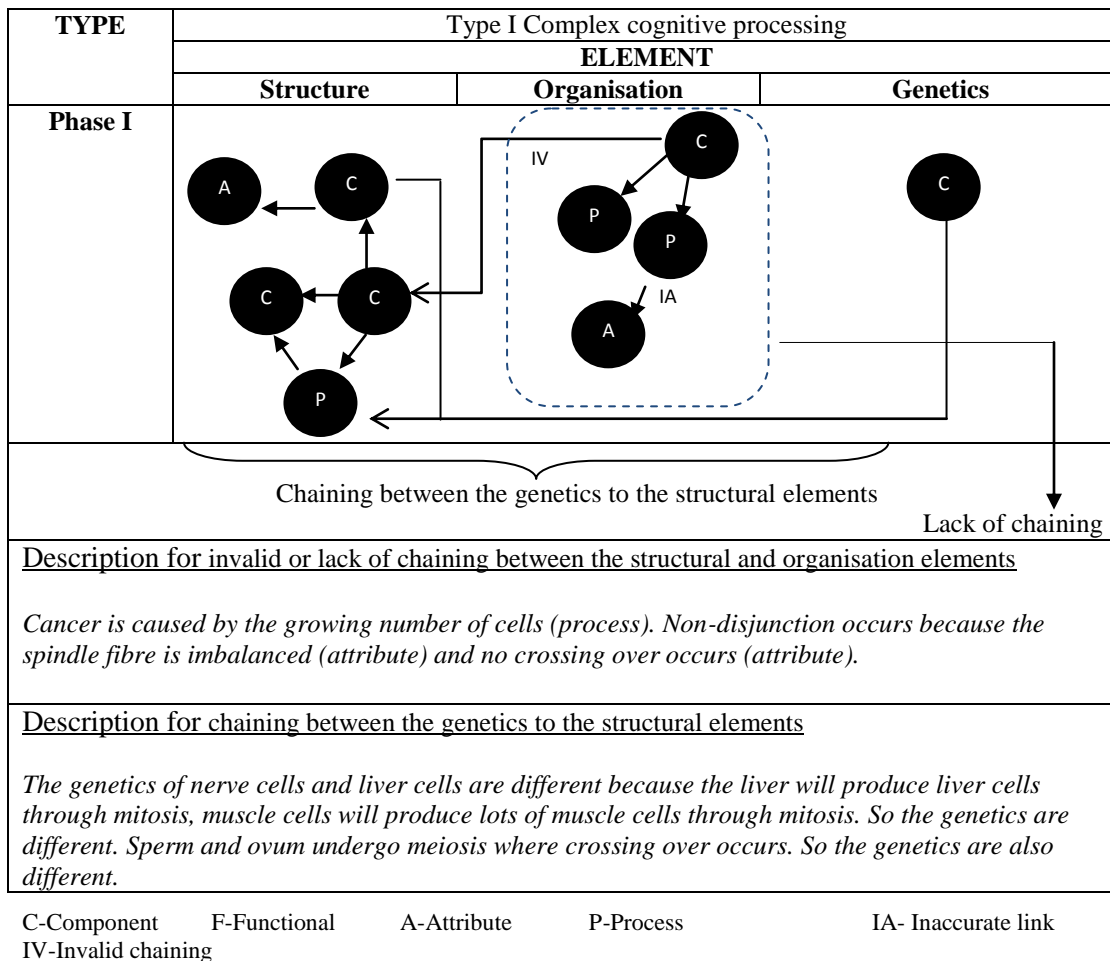 TYPE
Type I Complex cognitive processing
ELEMENT
Structure Organisation Genetics
Phase I
IV
C
A
C
C
P
P
C
C
IA
A
P
Chaining between the genetics to the structural elements
Lack of chaining
Description for invalid or lack of chaining between the structural and organisation elements
Cancer is caused by the growing number of cells (process). Non-disjunction occurs because the
spindle fibre is imbalanced (attribute) and no crossing over occurs (attribute).
Description for chaining between the genetics to the structural elements
The genetics of nerve cells and liver cells are different because the liver will produce liver cells
through mitosis, muscle cells will produce lots of muscle cells through mitosis. So the genetics are
different. Sperm and ovum undergo meiosis where crossing over occurs. So the genetics are also
different.
C-Component F-Functional A-Attribute P-Process IA- Inaccurate link
IV-Invalid chaining